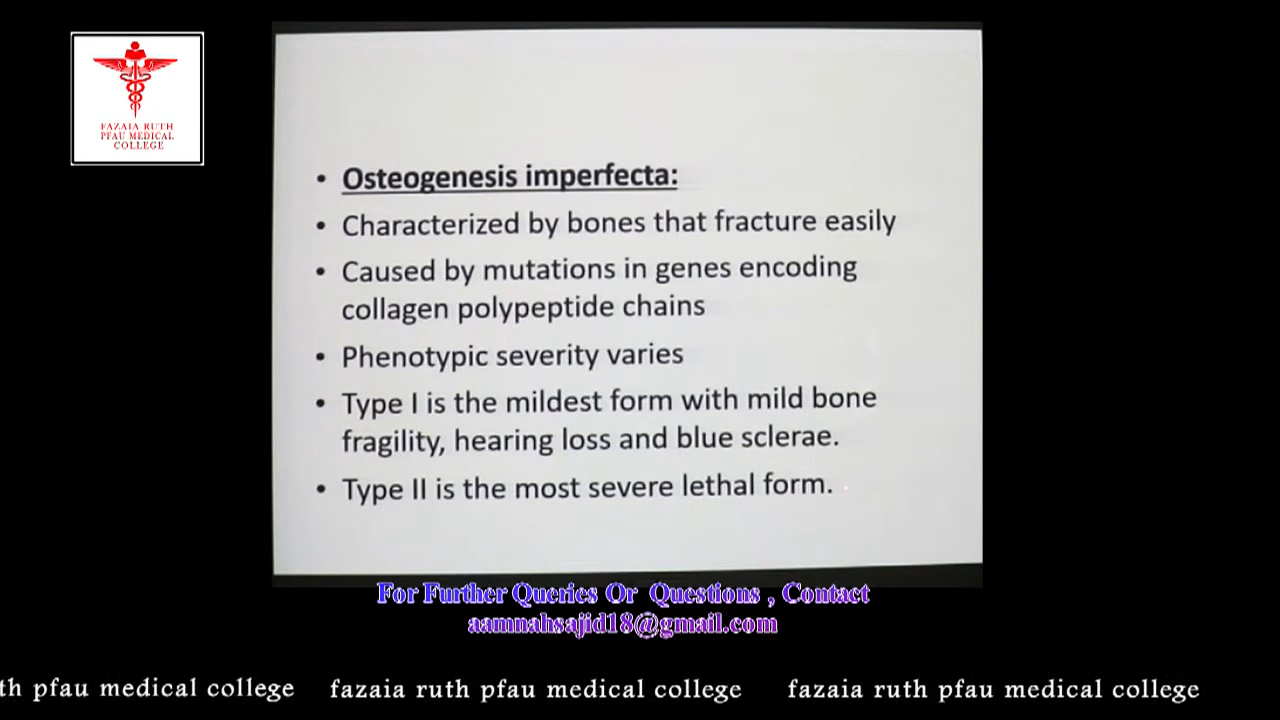 FAZAIA RUTH
PFAU MEDICAL
COLLEGE
• Osteogenesis imperfecta:
• Characterized by bones that fracture easily
• Caused by mutations in genes encoding
collagen polypeptide chains
• Phenotypic severity varies
• Type I is the mildest form with mild bone
fragility, hearing loss and blue sclerae.
• Type II is the most severe lethal form.
For Further Queries Or Questions , Contact
aamnahsajid18@gmail.com
th pfau medical college fazaia ruth pfau medical college fazaia ruth pfau medical college